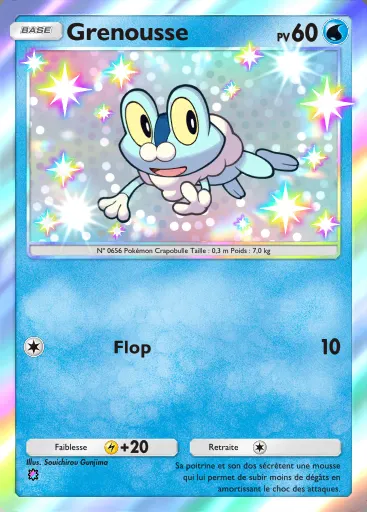 BASE Grenousse PV 60
N° 0656 Pokémon Crapobulle Taille : 0,3 m Poids : 7,0 kg
Flop 10
Faiblesse +20 Retraite
Illus. Souichirou Gunjima
Sa poitrine et son dos sécrètent une mousse
qui lui permet de subir moins de dégâts en
amortissant le choc des attaques.